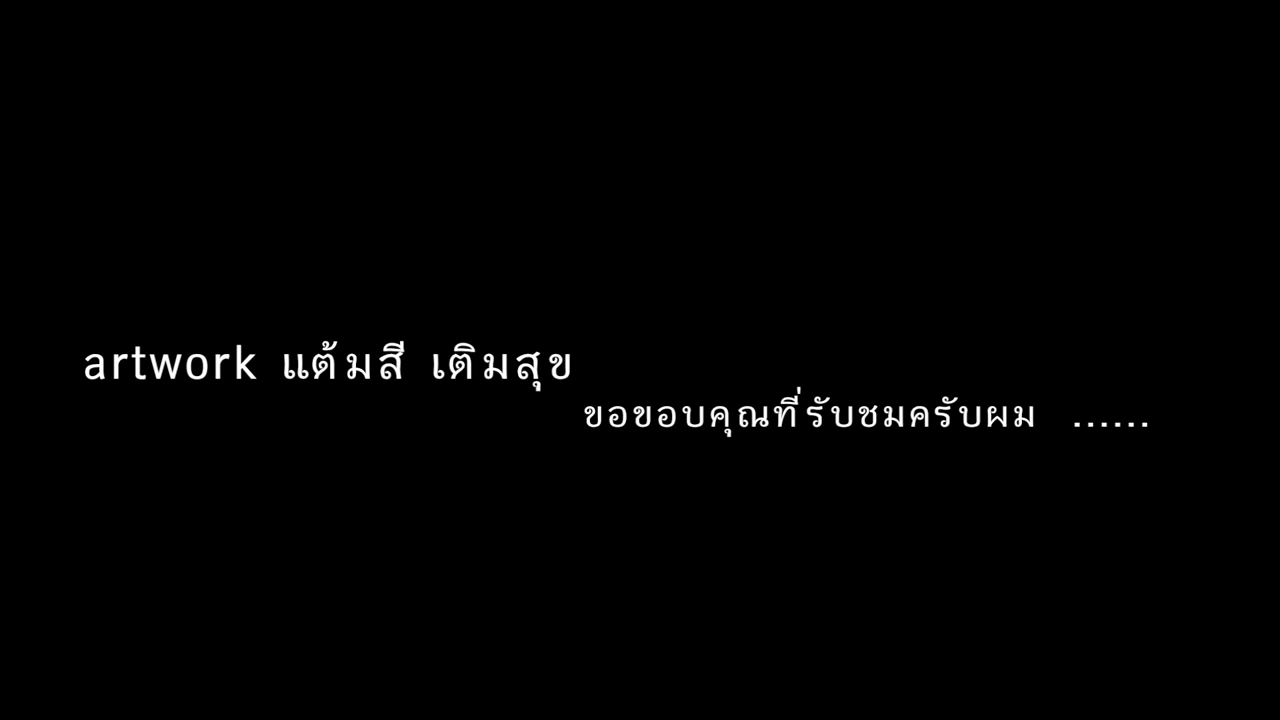 artwork แต้มสี เติมสุข
ขอขอบคุณที่รับชมครับผม ......